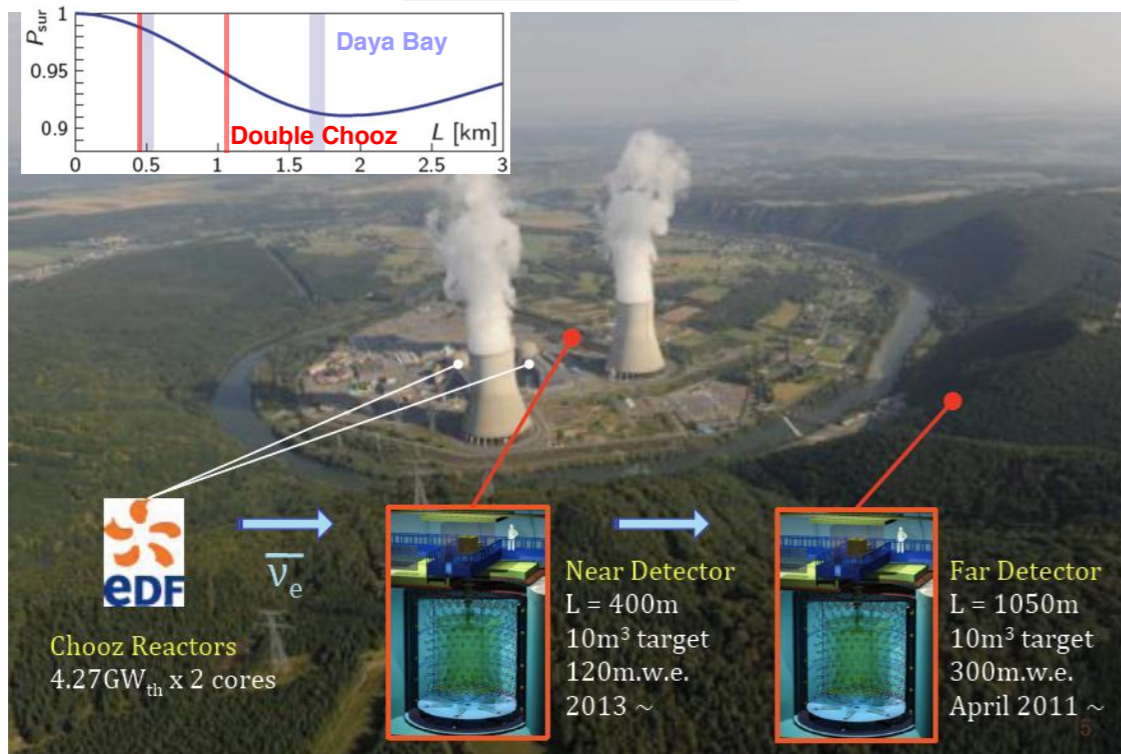 1
P_sur
0.95
0.9
Daya Bay
Double Chooz
L [km]
0 0.5 1 1.5 2 2.5 3
eDF
ν̅_e
Chooz Reactors
4.27GW_th x 2 cores
Near Detector
L = 400m
10m³ target
120m.w.e.
2013 ~
Far Detector
L = 1050m
10m³ target
300m.w.e.
April 2011 ~
5